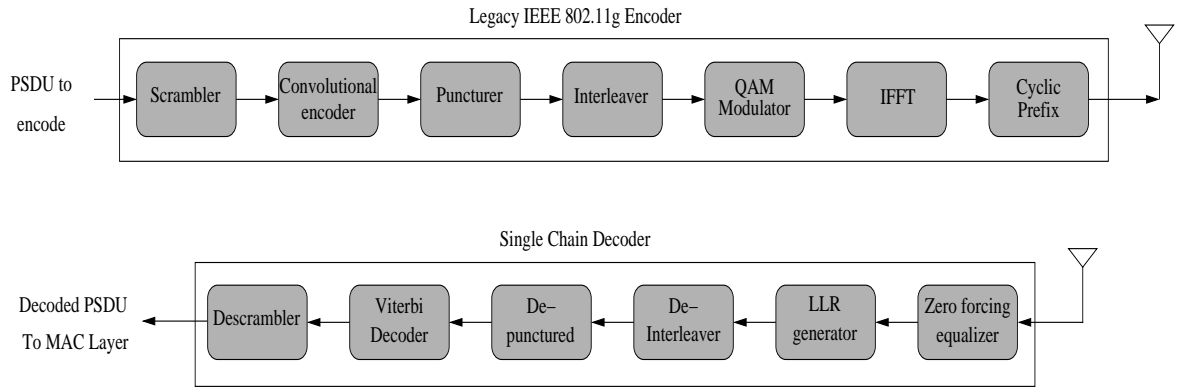 Legacy IEEE 802.11g Encoder
PSDU to
encode
Scrambler
Convolutional
encoder
Puncturer
Interleaver
QAM
Modulator
IFFT
Cyclic
Prefix
Single Chain Decoder
Decoded PSDU
To MAC Layer
Descrambler
Viterbi
Decoder
De–
punctured
De–
Interleaver
LLR
generator
Zero forcing
equalizer